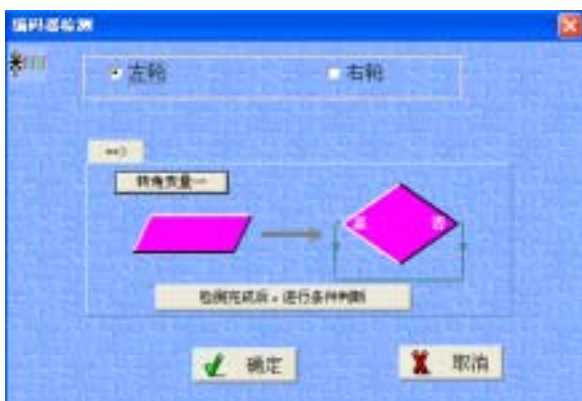 编码器检测
左轮
右轮
转角变量一
是 否
检测完成后，进行条件判断
确定
取消